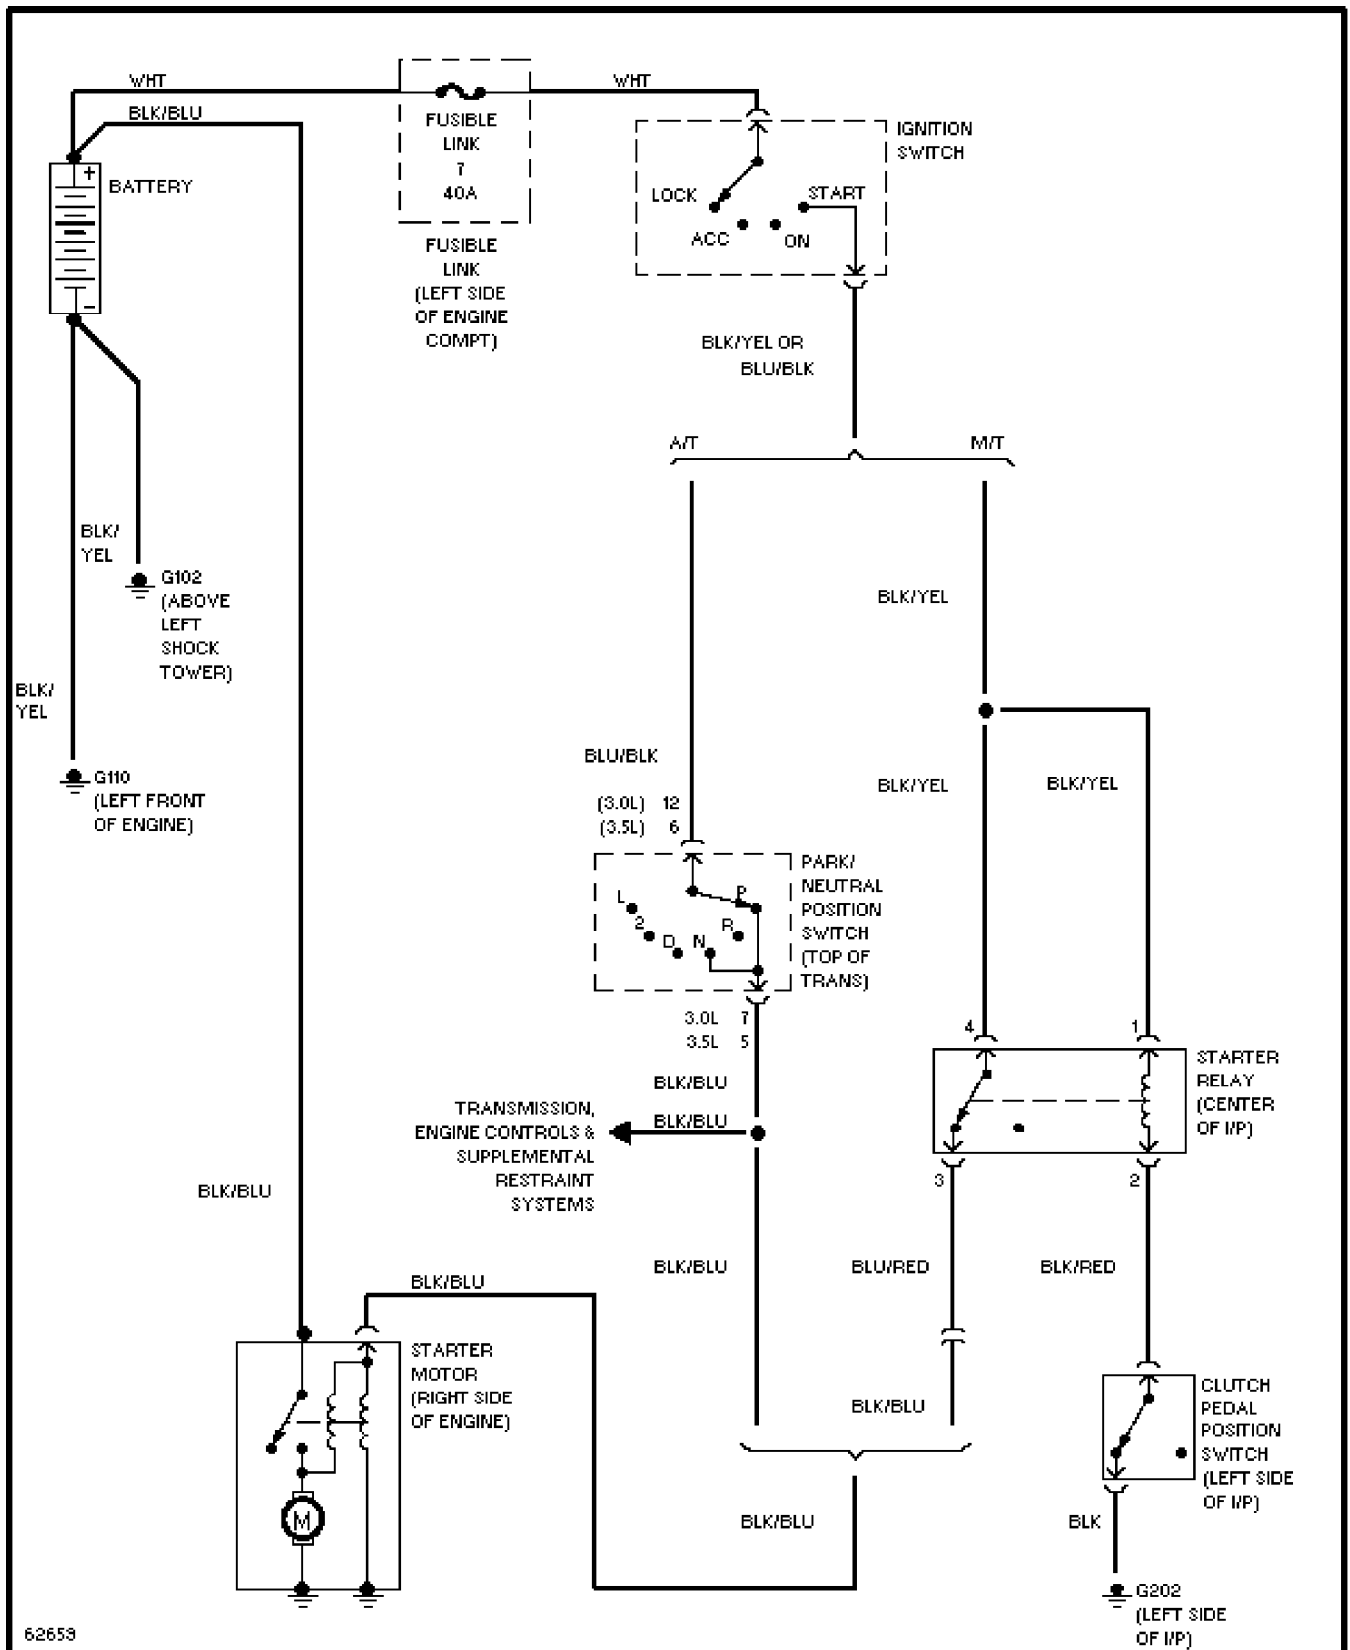 WHT
BLK/BLU
+
BATTERY
-
FUSIBLE
LINK
7
40A
FUSIBLE
LINK
(LEFT SIDE
OF ENGINE
COMPT)
WHT
IGNITION
SWITCH
LOCK
START
ACC
ON
BLK/YEL OR
BLU/BLK
A/T
M/T
BLK/
YEL
G102
(ABOVE
LEFT
SHOCK
TOWER)
BLK/
YEL
G110
(LEFT FRONT
OF ENGINE)
BLK/YEL
BLU/BLK
(3.0L) 12
(3.5L) 6
BLK/YEL
BLK/YEL
PARK/
NEUTRAL
POSITION
SWITCH
(TOP OF
TRANS)
L
2
D
N
R
P
3.0L 7
3.5L 5
BLK/BLU
BLK/BLU
TRANSMISSION,
ENGINE CONTROLS &
SUPPLEMENTAL
RESTRAINT
SYSTEMS
4
1
STARTER
RELAY
(CENTER
OF I/P)
3
2
BLK/BLU
BLK/BLU
BLU/RED
BLK/RED
BLK/BLU
STARTER
MOTOR
(RIGHT SIDE
OF ENGINE)
M
BLK/BLU
CLUTCH
PEDAL
POSITION
SWITCH
(LEFT SIDE
OF I/P)
BLK/BLU
BLK
G202
(LEFT SIDE
OF I/P)
62659